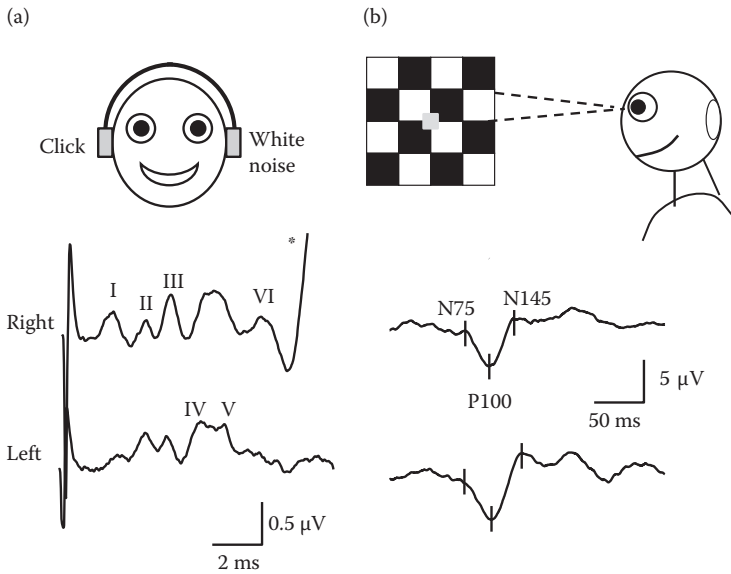 (a)
(b)
Click
White
noise
*
I
II
III
VI
Right
IV V
Left
0.5 µV
2 ms
N75
N145
P100
5 µV
50 ms